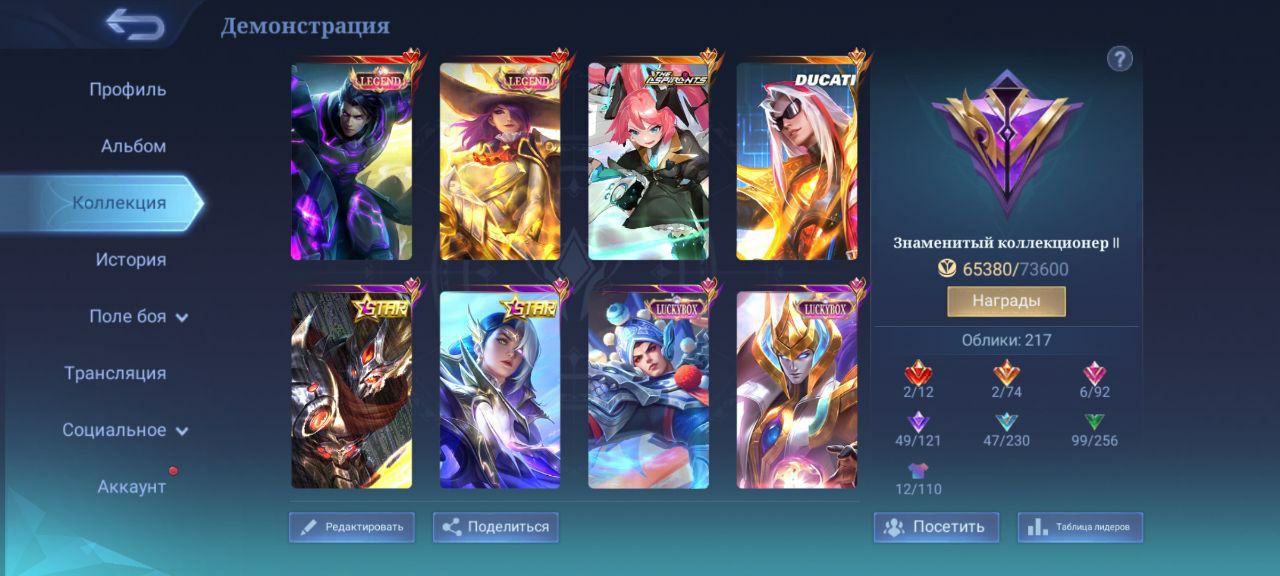 Демонстрация
?
Профиль
Альбом
Коллекция
История
Поле боя
Трансляция
Социальное
Аккаунт
LEGEND
LEGEND
THE ASPIRANTS
DUCATI
STAR
STAR
LUCKYBOX
LUCKYBOX
Знаменитый коллекционер II
65380/73600
Награды
Облики: 217
2/12
2/74
6/92
49/121
47/230
99/256
12/110
Редактировать
Поделиться
Посетить
Таблица лидеров